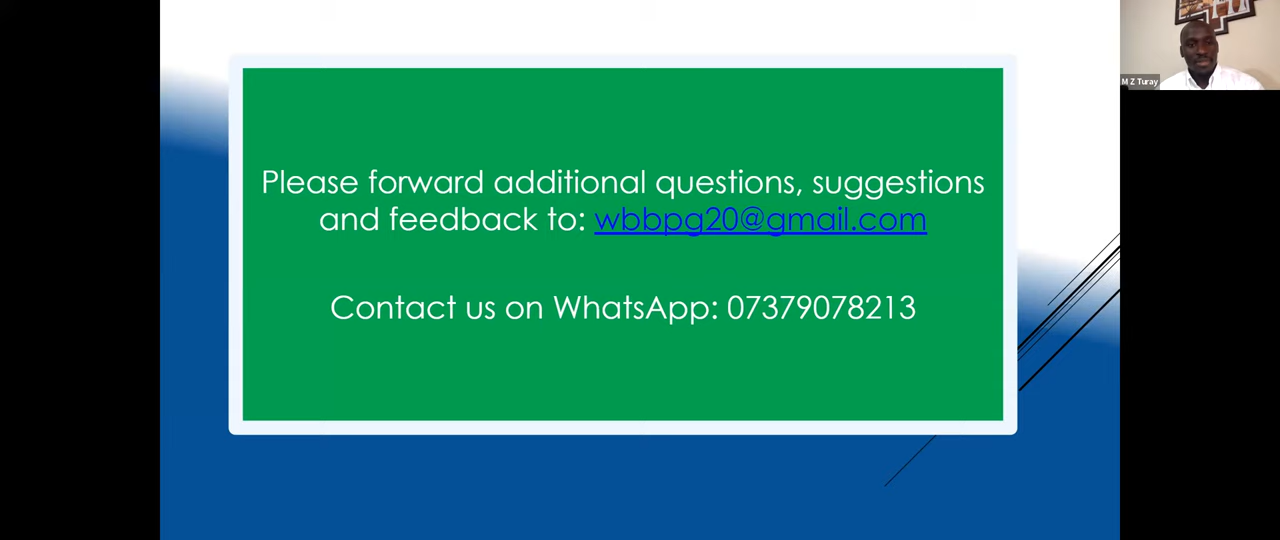 Please forward additional questions, suggestions
and feedback to: wbbpg20@gmail.com
Contact us on WhatsApp: 07379078213
M Z Turay